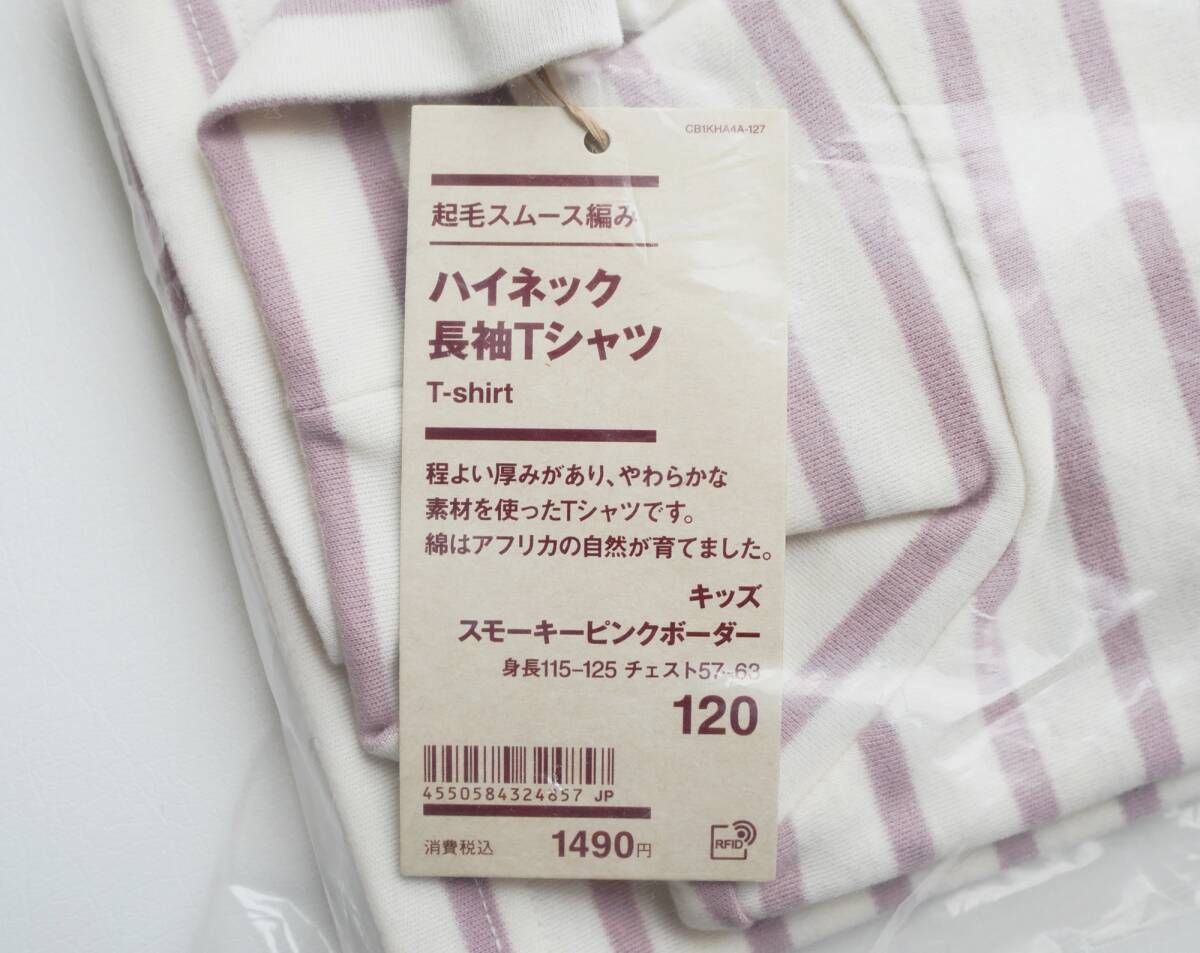 CB1KHA4A-127
起毛スムース編み
ハイネック
長袖Tシャツ
T-shirt
程よい厚みがあり、やわらかな
素材を使ったTシャツです。
綿はアフリカの自然が育てました。
キッズ
スモーキーピンクボーダー
身長115-125 チェスト57-63
120
4550584324857 JP
消費税込 1490円
RFID